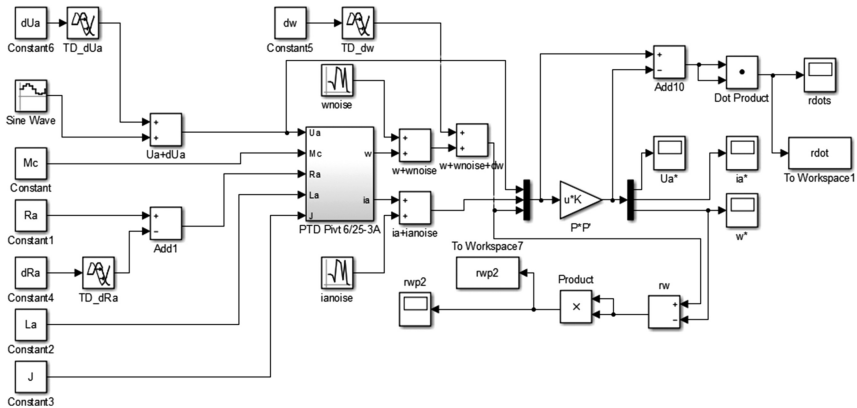 dUa
Constant6
TD_dUa
dw
Constant5
TD_dw
wnoise
Sine Wave
+
+
Ua+dUa
Mc
Constant
Ra
Constant1
+
−
Add1
dRa
Constant4
TD_dRa
La
Constant2
J
Constant3
Ua
Mc
Ra
La
J
w
ia
PTD Pivt 6/25-3A
+
+
w+wnoise
+
+
w+wnoise+dw
+
+
ia+ianoise
ianoise
u*K
P*P'
+
−
Add10
Dot Product
rdots
rdot
To Workspace1
Ua*
ia*
w*
To Workspace7
rwp2
rwp2
Product
×
rw
+
−